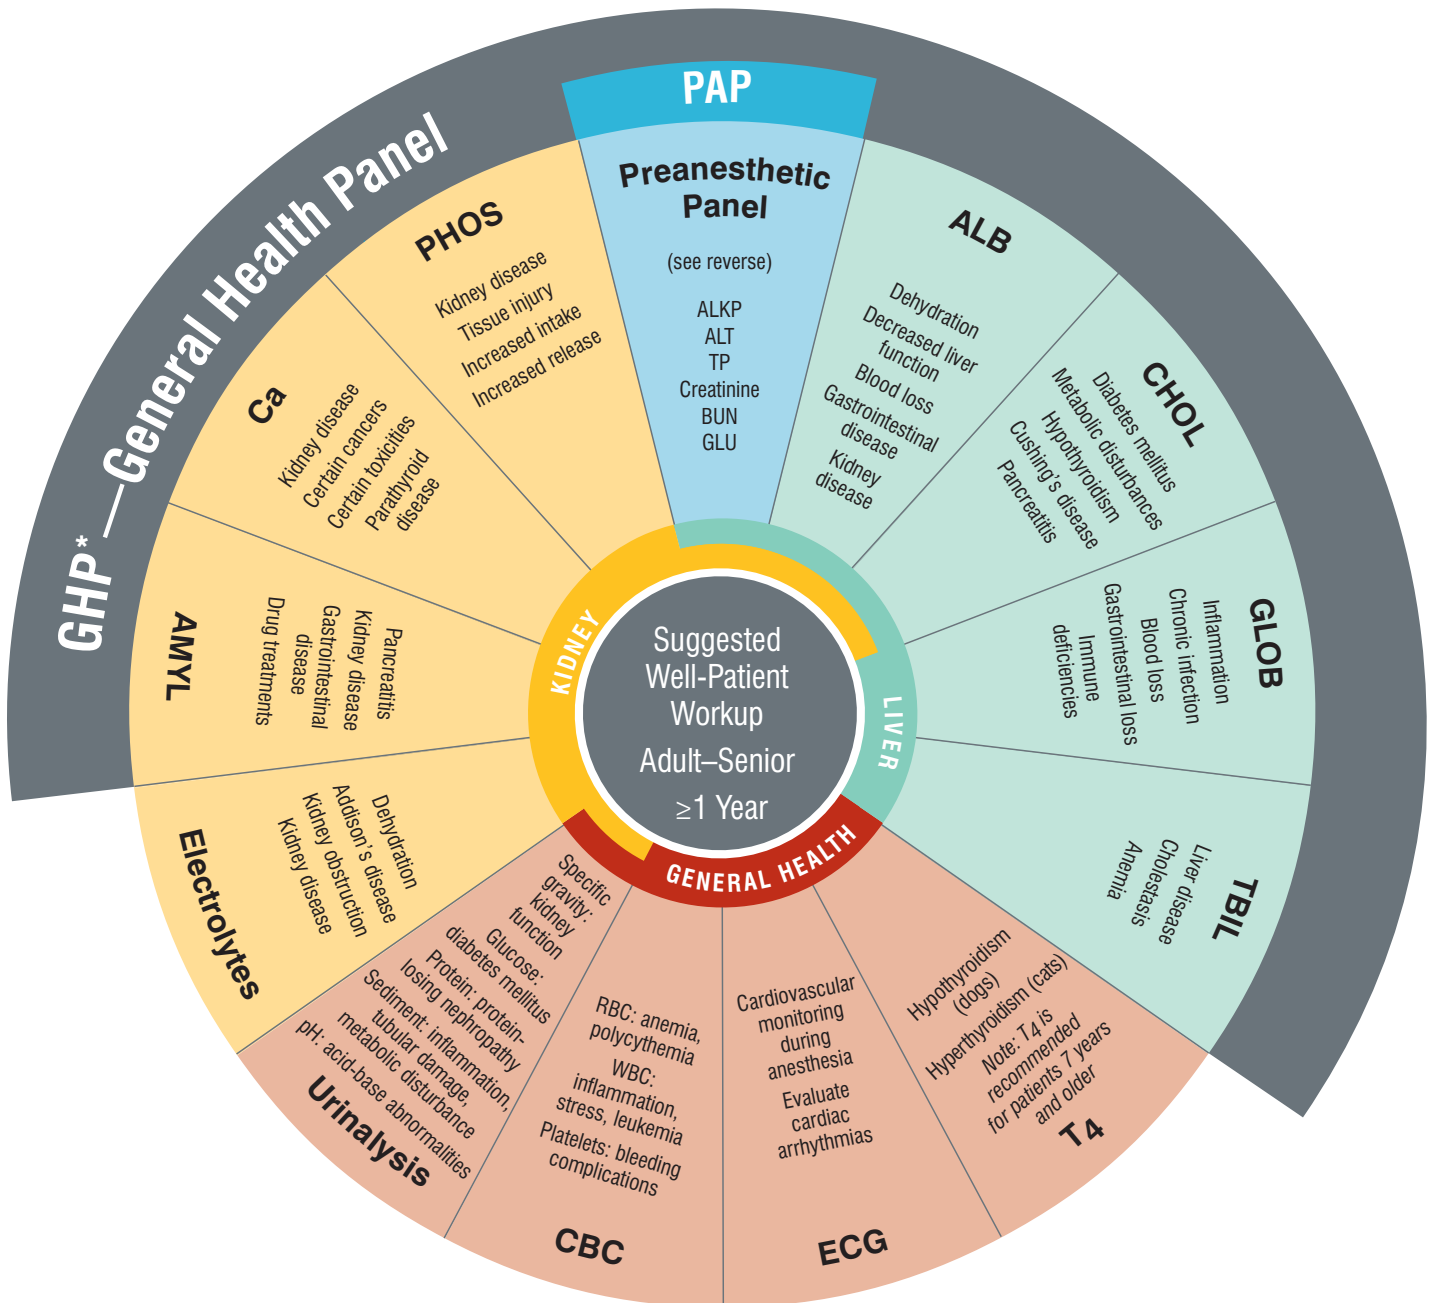 GHP*—General Health Panel
PAP
Preanesthetic
Panel
(see reverse)
ALKP
ALT
TP
Creatinine
BUN
GLU
ALB
Dehydration
Decreased liver
function
Blood loss
Gastrointestinal
disease
Kidney
disease
CHOL
Diabetes mellitus
Metabolic disturbances
Hypothyroidism
Cushing's disease
Pancreatitis
GLOB
Inflammation
Chronic infection
Blood loss
Gastrointestinal loss
Immune
deficiencies
TBIL
Liver disease
Cholestasis
Anemia
Hypothyroidism
(dogs)
Hyperthyroidism (cats)
Note: T4 is
recommended
for patients 7 years
and older
T4
Cardiovascular
monitoring
during
anesthesia
Evaluate
cardiac
arrhythmias
ECG
RBC: anemia,
polycythemia
WBC:
inflammation,
stress, leukemia
Platelets: bleeding
complications
CBC
Specific
gravity:
kidney
function
Glucose:
diabetes mellitus
Protein: protein-
losing nephropathy
Sediment: inflammation,
tubular damage,
metabolic disturbance
pH: acid-base abnormalities
Urinalysis
Electrolytes
Dehydration
Addison's disease
Kidney obstruction
Kidney disease
AMYL
Pancreatitis
Kidney disease
Gastrointestinal
disease
Drug treatments
Ca
Kidney disease
Certain cancers
Certain toxicities
Parathyroid
disease
PHOS
Kidney disease
Tissue injury
Increased intake
Increased release
KIDNEY
LIVER
GENERAL HEALTH
Suggested
Well-Patient
Workup
Adult–Senior
≥1 Year